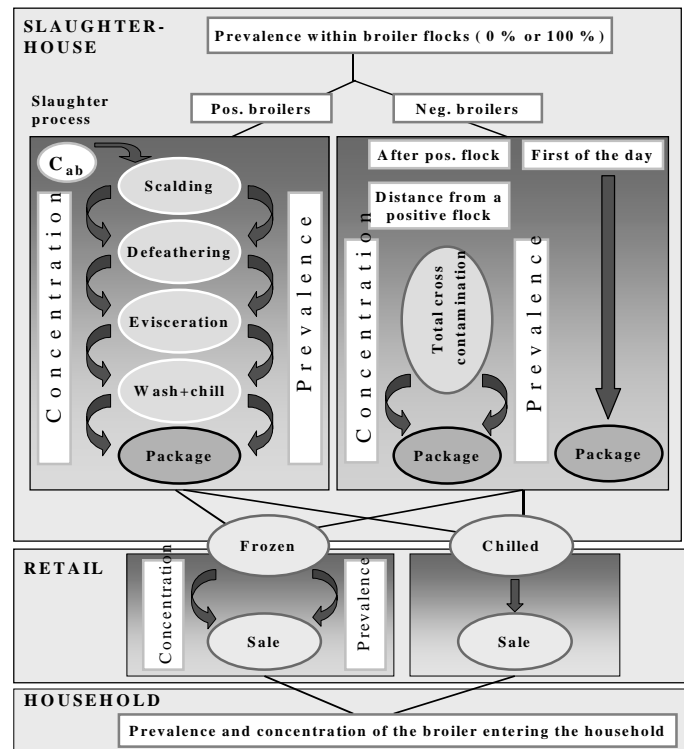 SLAUGHTER-
HOUSE
Prevalence within broiler flocks ( 0 % or 100 % )
Slaughter
process
Pos. broilers
Neg. broilers
C ab
Scalding
Defeathering
Evisceration
Wash+chill
Package
Concentration
Prevalence
After pos. flock
First of the day
Distance from a
positive flock
Concentration
Total cross
contamination
Prevalence
Package
Package
Frozen
Chilled
RETAIL
Concentration
Prevalence
Sale
Sale
HOUSEHOLD
Prevalence and concentration of the broiler entering the household